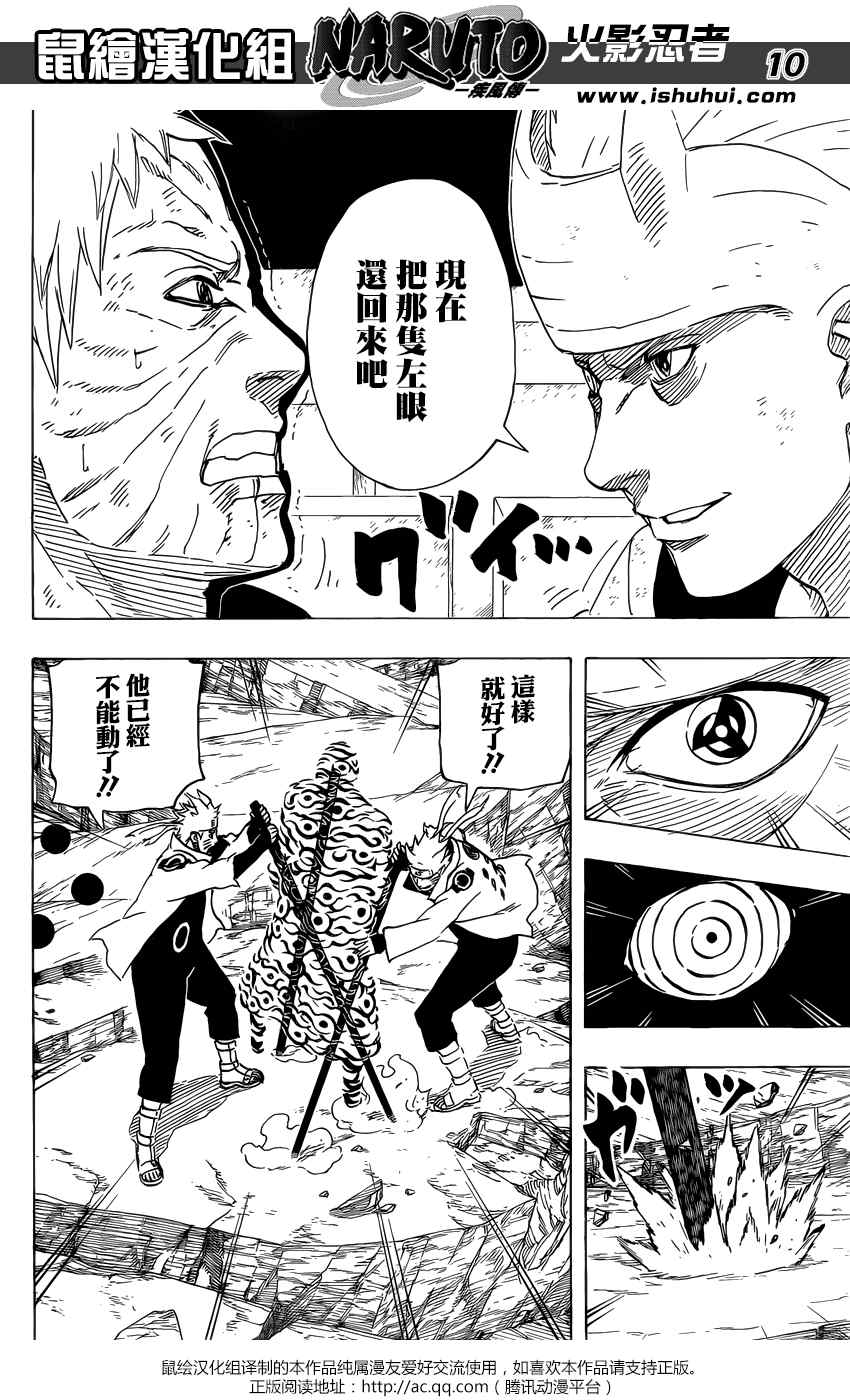 鼠繪漢化組
NARUTO
一疾風傳一
火影忍者
10
www.ishuhui.com
現在
把那隻左眼
還回來吧
グイ…
這樣
就好了!!
他已經
不能動了!!
ザッ
鼠绘汉化组译制的本作品纯属漫友爱好交流使用，如喜欢本作品请支持正版。
正版阅读地址：http://ac.qq.com（腾讯动漫平台）